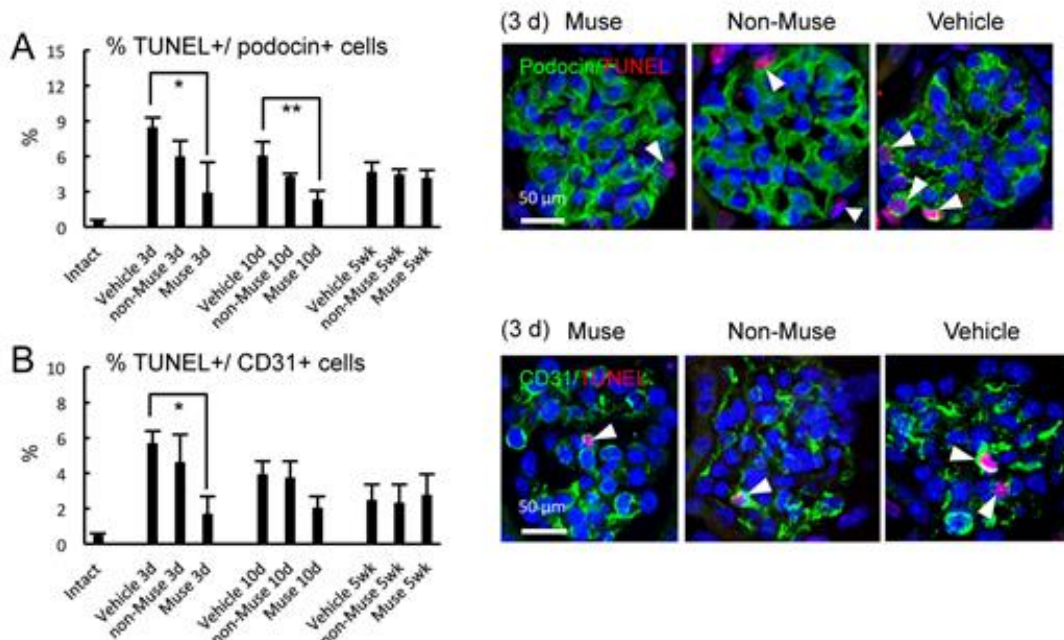 A
% TUNEL+/ podocin+ cells
15
12
9
6
3
0
%
*
**
Intact
Vehicle 3d
non-Muse 3d
Muse 3d
Vehicle 10d
non-Muse 10d
Muse 10d
Vehicle 5wk
non-Muse 5wk
Muse 5wk
(3 d) Muse Non-Muse Vehicle
Podocin/TUNEL
50 μm
B
% TUNEL+/ CD31+ cells
10
8
6
4
2
0
%
*
Intact
Vehicle 3d
non-Muse 3d
Muse 3d
Vehicle 10d
non-Muse 10d
Muse 10d
Vehicle 5wk
non-Muse 5wk
Muse 5wk
(3 d) Muse Non-Muse Vehicle
CD31/TUNEL
50 μm